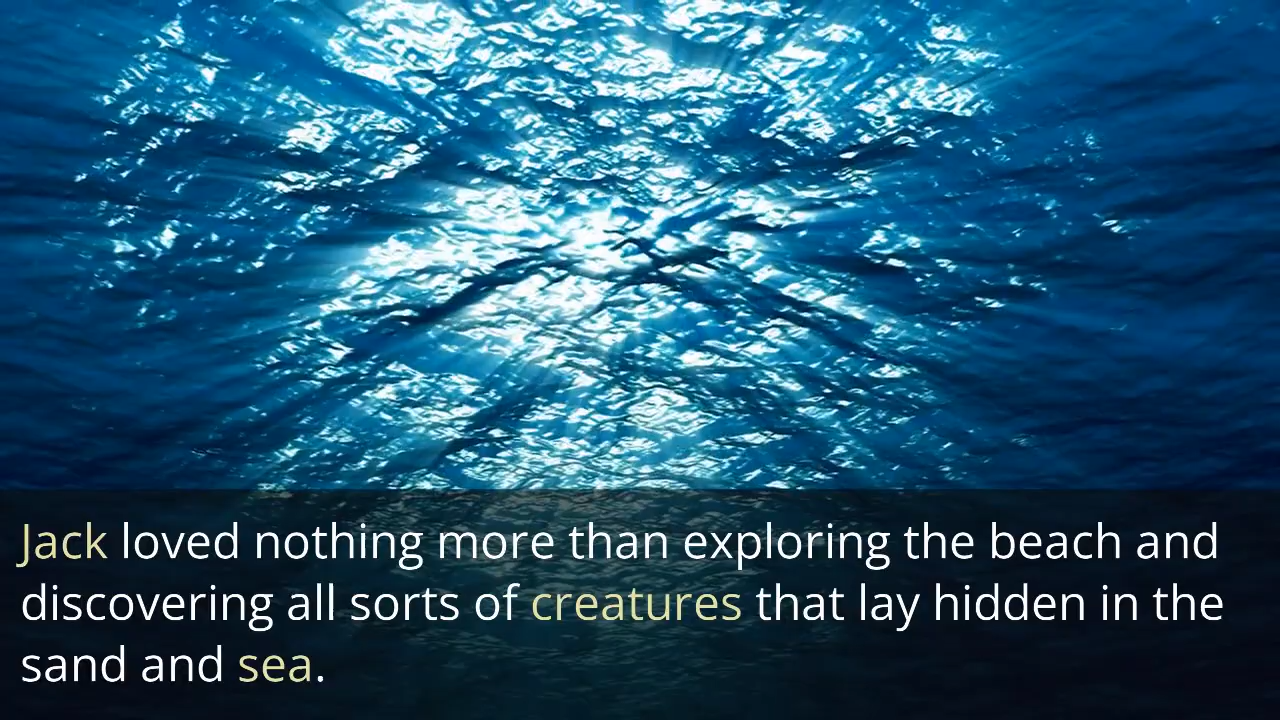 Jack loved nothing more than exploring the beach and
discovering all sorts of creatures that lay hidden in the
sand and sea.